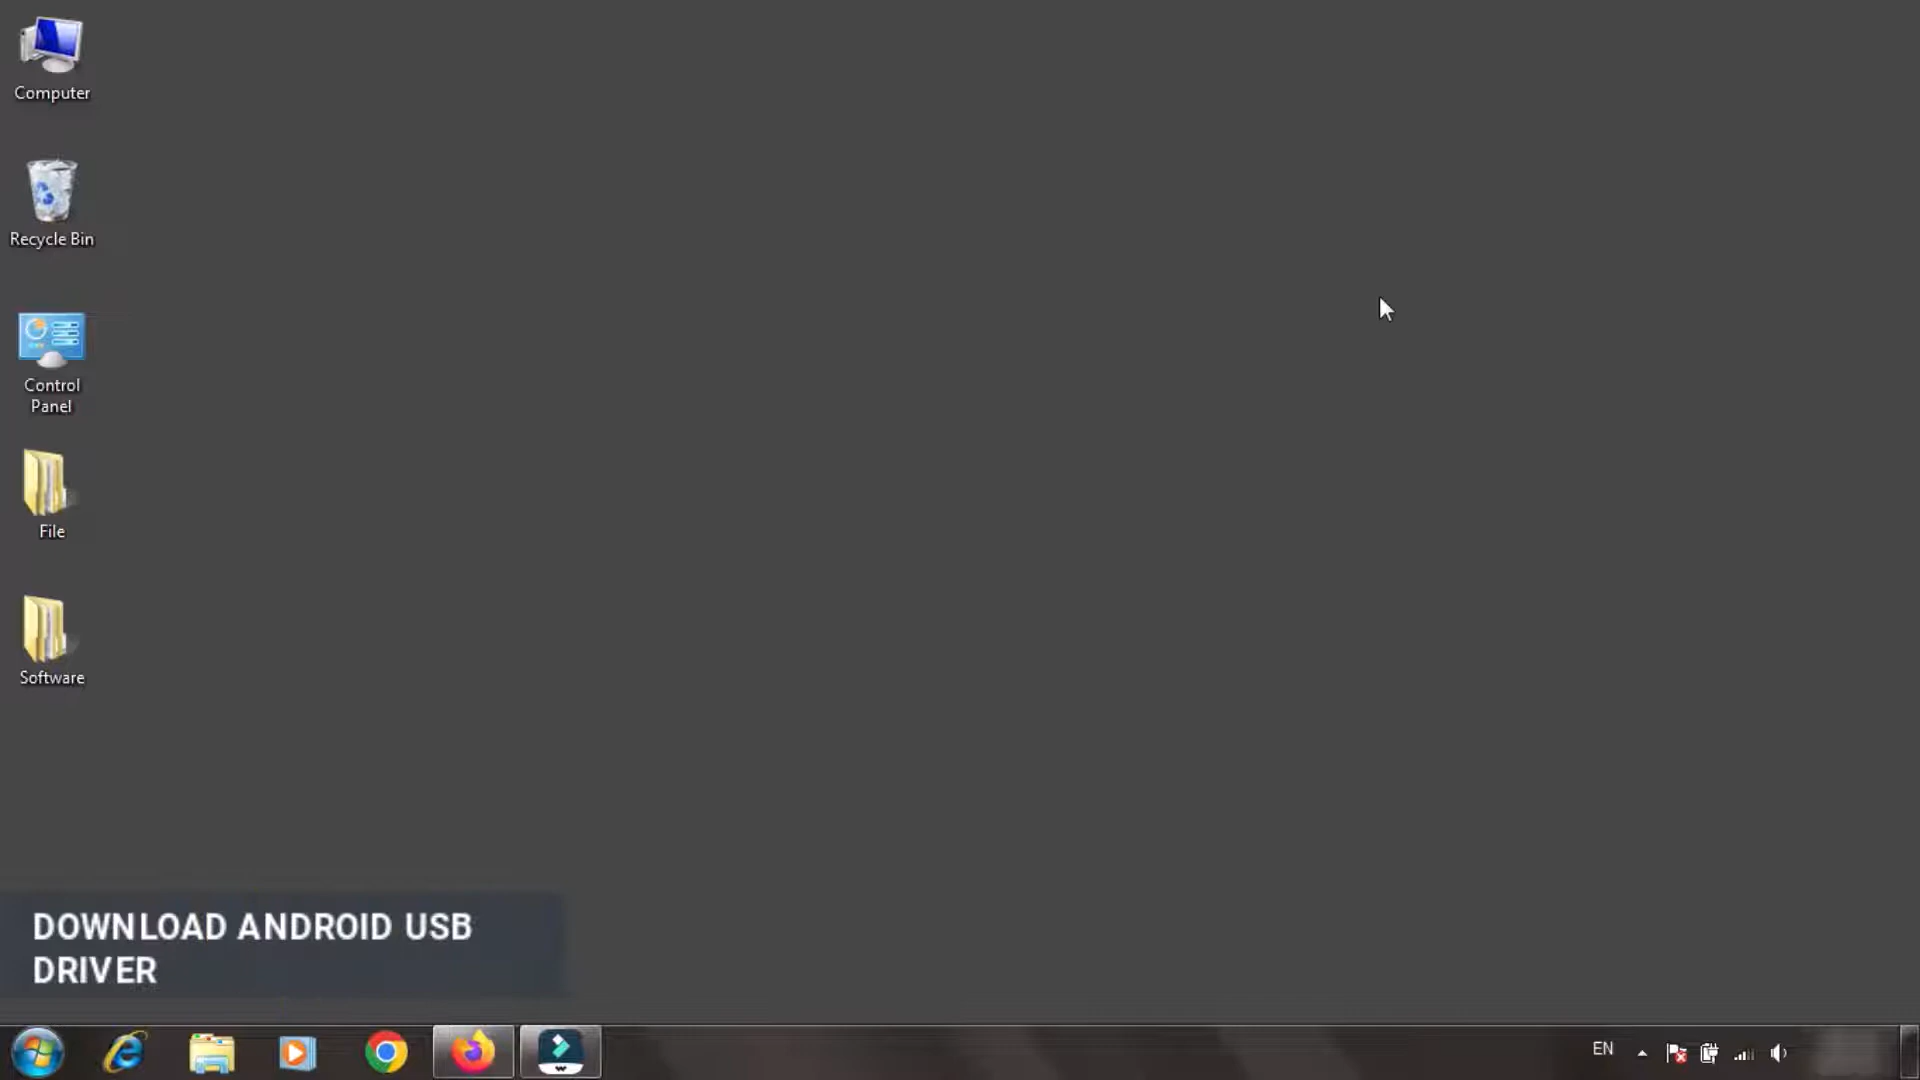 Computer
Recycle Bin
Control
Panel
File
Software
DOWNLOAD ANDROID USB
DRIVER
EN